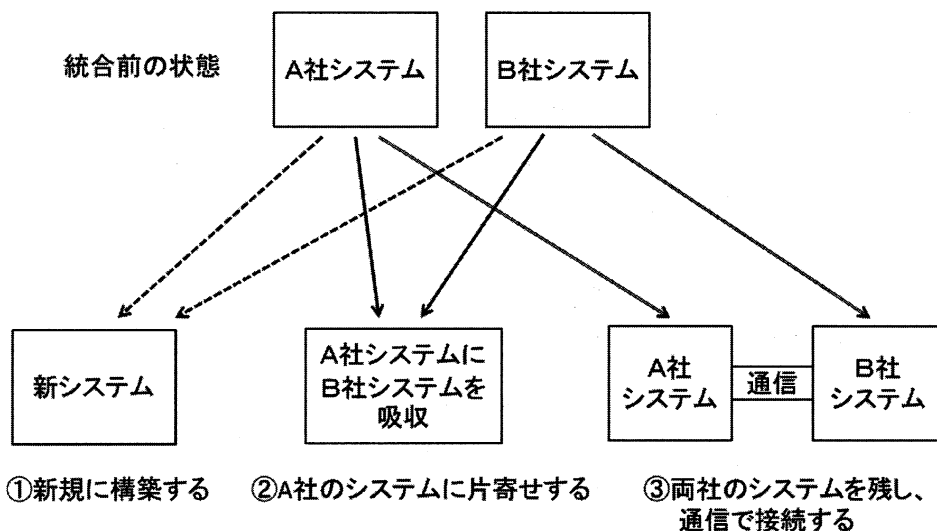 統合前の状態
A社システム
B社システム
新システム
A社システムに
B社システムを
吸収
A社
システム
通信
B社
システム
①新規に構築する
②A社のシステムに片寄せする
③両社のシステムを残し、
通信で接続する